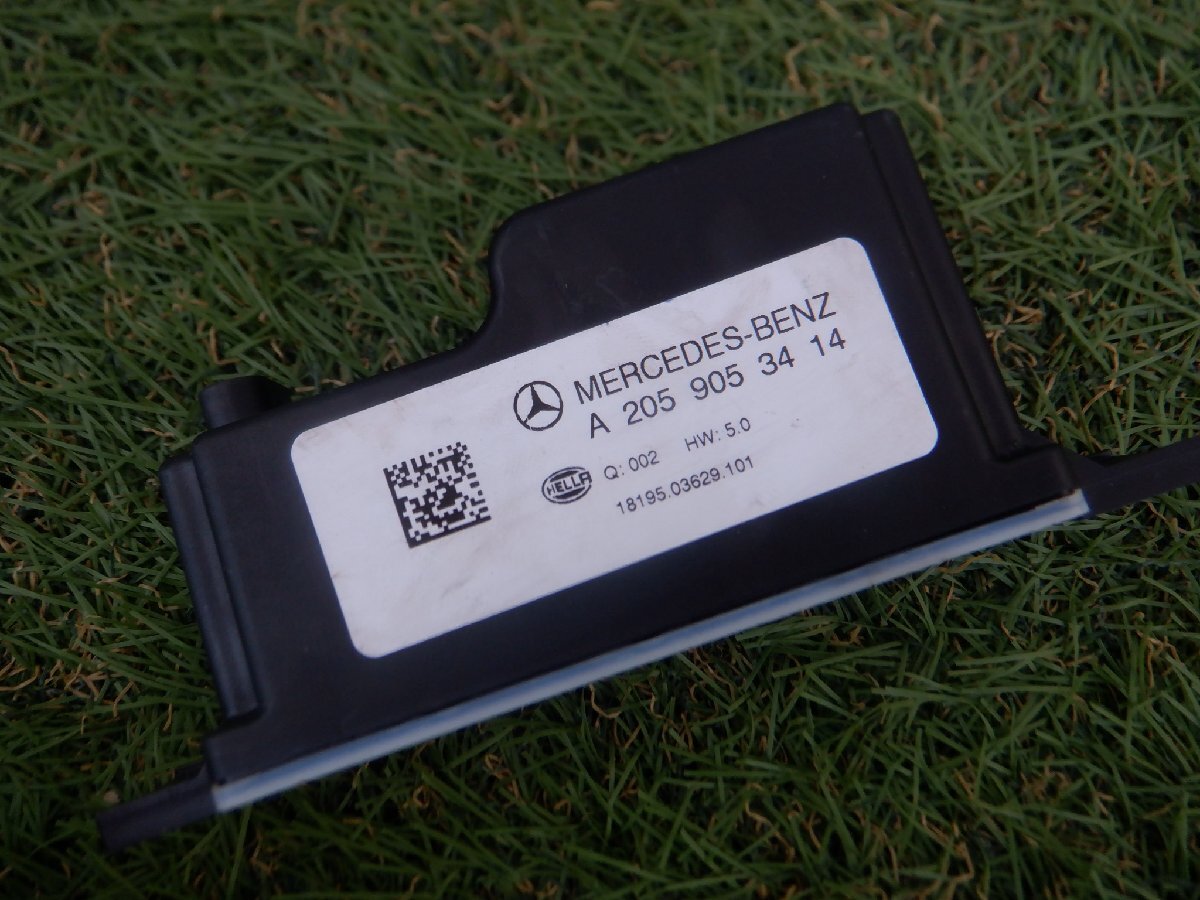 MERCEDES-BENZ
A 205 905 34 14
HELLA Q: 002 HW: 5.0
18195.03629.101